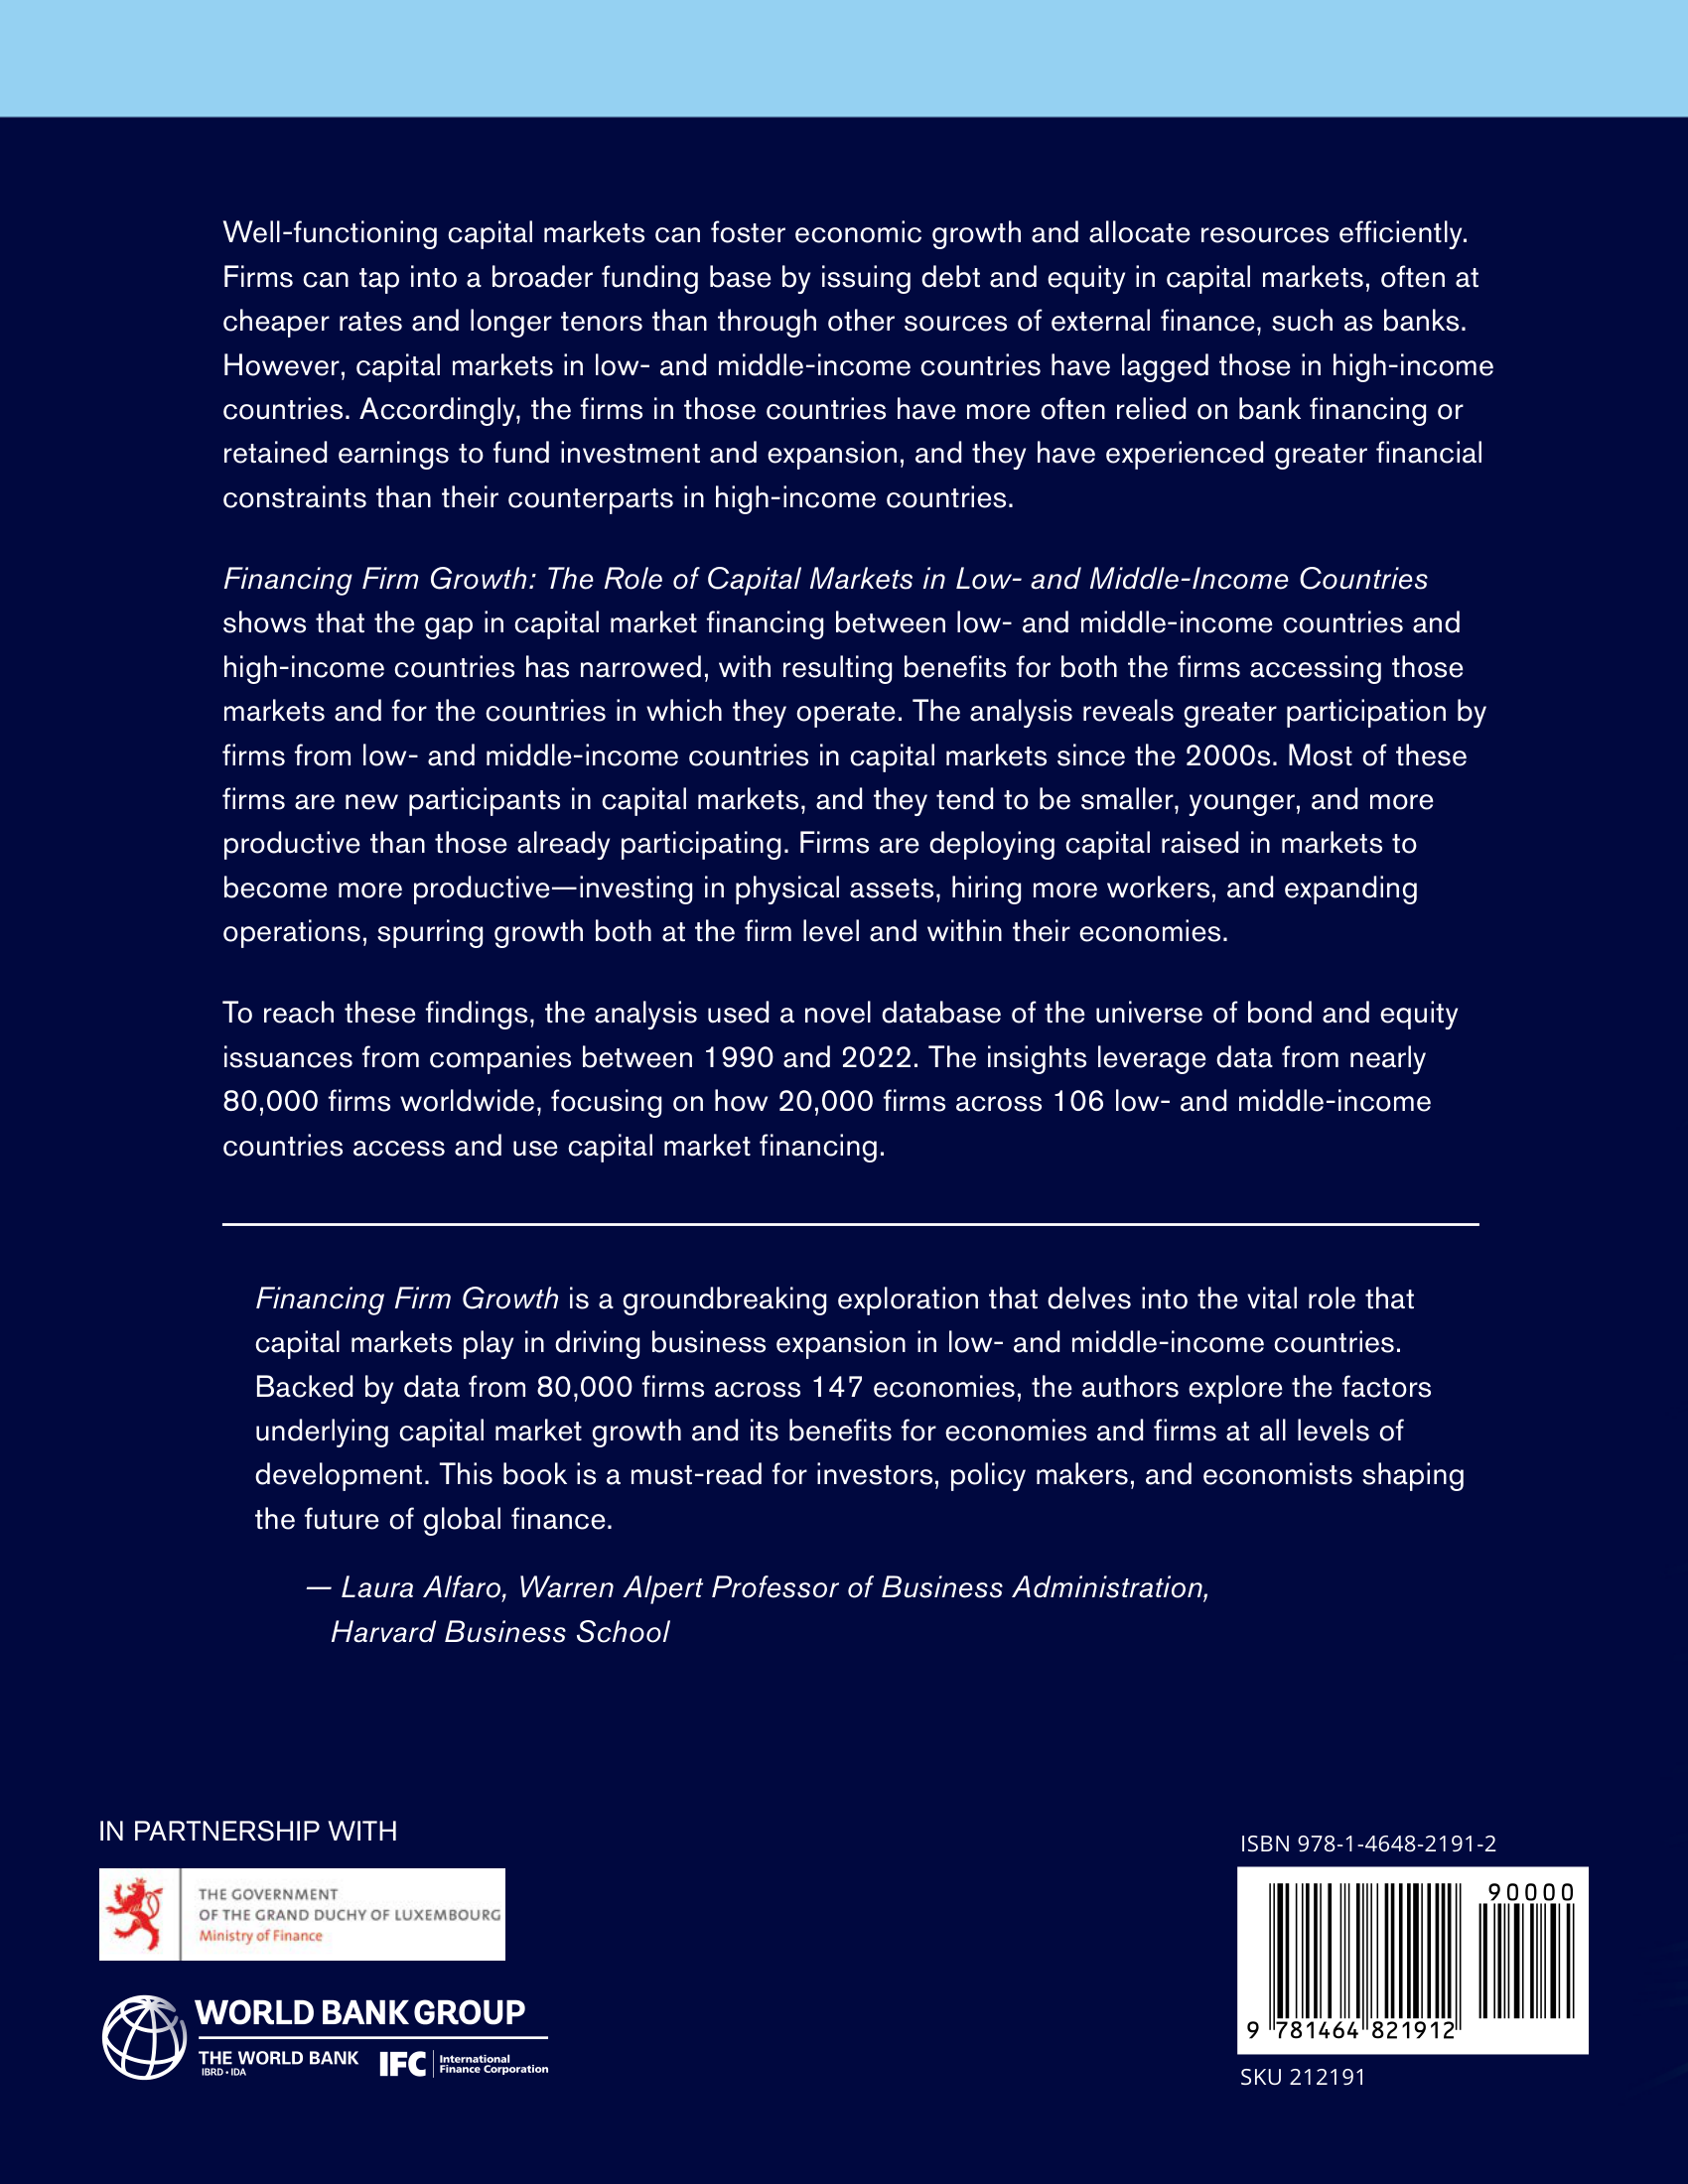 Well-functioning capital markets can foster economic growth and allocate resources efficiently.
Firms can tap into a broader funding base by issuing debt and equity in capital markets, often at
cheaper rates and longer tenors than through other sources of external finance, such as banks.
However, capital markets in low- and middle-income countries have lagged those in high-income
countries. Accordingly, the firms in those countries have more often relied on bank financing or
retained earnings to fund investment and expansion, and they have experienced greater financial
constraints than their counterparts in high-income countries.
Financing Firm Growth: The Role of Capital Markets in Low- and Middle-Income Countries
shows that the gap in capital market financing between low- and middle-income countries and
high-income countries has narrowed, with resulting benefits for both the firms accessing those
markets and for the countries in which they operate. The analysis reveals greater participation by
firms from low- and middle-income countries in capital markets since the 2000s. Most of these
firms are new participants in capital markets, and they tend to be smaller, younger, and more
productive than those already participating. Firms are deploying capital raised in markets to
become more productive—investing in physical assets, hiring more workers, and expanding
operations, spurring growth both at the firm level and within their economies.
To reach these findings, the analysis used a novel database of the universe of bond and equity
issuances from companies between 1990 and 2022. The insights leverage data from nearly
80,000 firms worldwide, focusing on how 20,000 firms across 106 low- and middle-income
countries access and use capital market financing.
Financing Firm Growth is a groundbreaking exploration that delves into the vital role that
capital markets play in driving business expansion in low- and middle-income countries.
Backed by data from 80,000 firms across 147 economies, the authors explore the factors
underlying capital market growth and its benefits for economies and firms at all levels of
development. This book is a must-read for investors, policy makers, and economists shaping
the future of global finance.
— Laura Alfaro, Warren Alpert Professor of Business Administration,
Harvard Business School
IN PARTNERSHIP WITH
THE GOVERNMENT
OF THE GRAND DUCHY OF LUXEMBOURG
Ministry of Finance
WORLD BANK GROUP
THE WORLD BANK
IBRD • IDA
IFC
International
Finance Corporation
ISBN 978-1-4648-2191-2
90000
9 781464 821912
SKU 212191